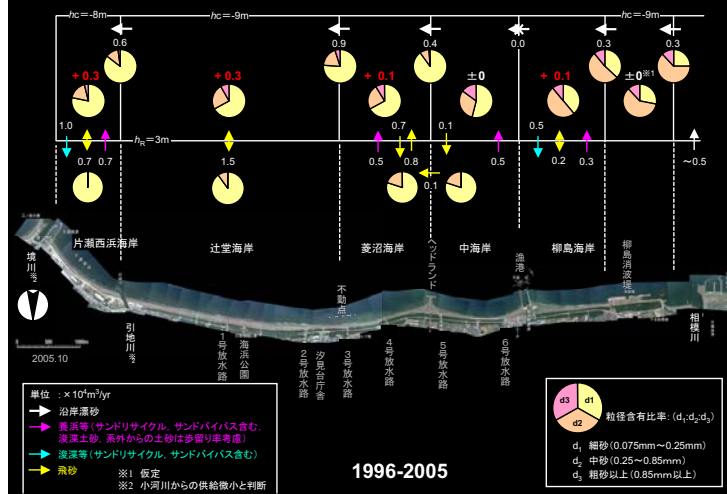 hc=-8m hc=-9m hc=-9m
0.6 0.9 0.4 0.0 0.3 0.3
+0.3 +0.3 +0.1 ±0 +0.1 ±0※1
1.0 hR=3m 0.7 0.1 0.5
0.7 0.7 1.5 0.5 0.8 0.1 0.5 0.2 0.3 ~0.5
片瀬西浜海岸 辻堂海岸 菱沼海岸 ヘッドランド 中海岸 漁港 柳島海岸 柳島消波堤
境川※2
引地川※2
1号放水路
海浜公園
2号放水路
汐見台庁舎
不動点
3号放水路
4号放水路
5号放水路
6号放水路
相模川
2005.10
単位 :×10⁴m³/yr
沿岸漂砂
養浜等(サンドリサイクル, サンドバイパス含む,
浚渫土砂, 系外からの土砂は歩留り率考慮)
浚渫等(サンドリサイクル, サンドバイパス含む)
飛砂
※1 仮定
※2 小河川からの供給微小と判断
1996-2005
d3 d1
d2
粒径含有比率:(d1:d2:d3)
d1 細砂(0.075mm~0.25mm)
d2 中砂(0.25~0.85mm)
d3 粗砂以上(0.85mm以上)